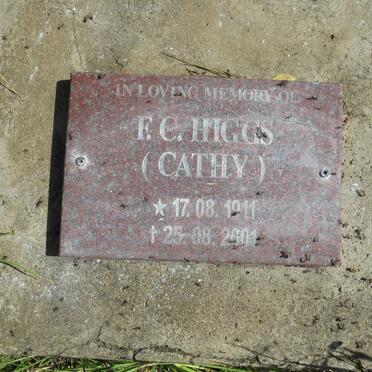 IN LOVING MEMORY OF
F. C. HIGGS
( CATHY )
★ 17. 08. 1911
† 25. 08. 2001